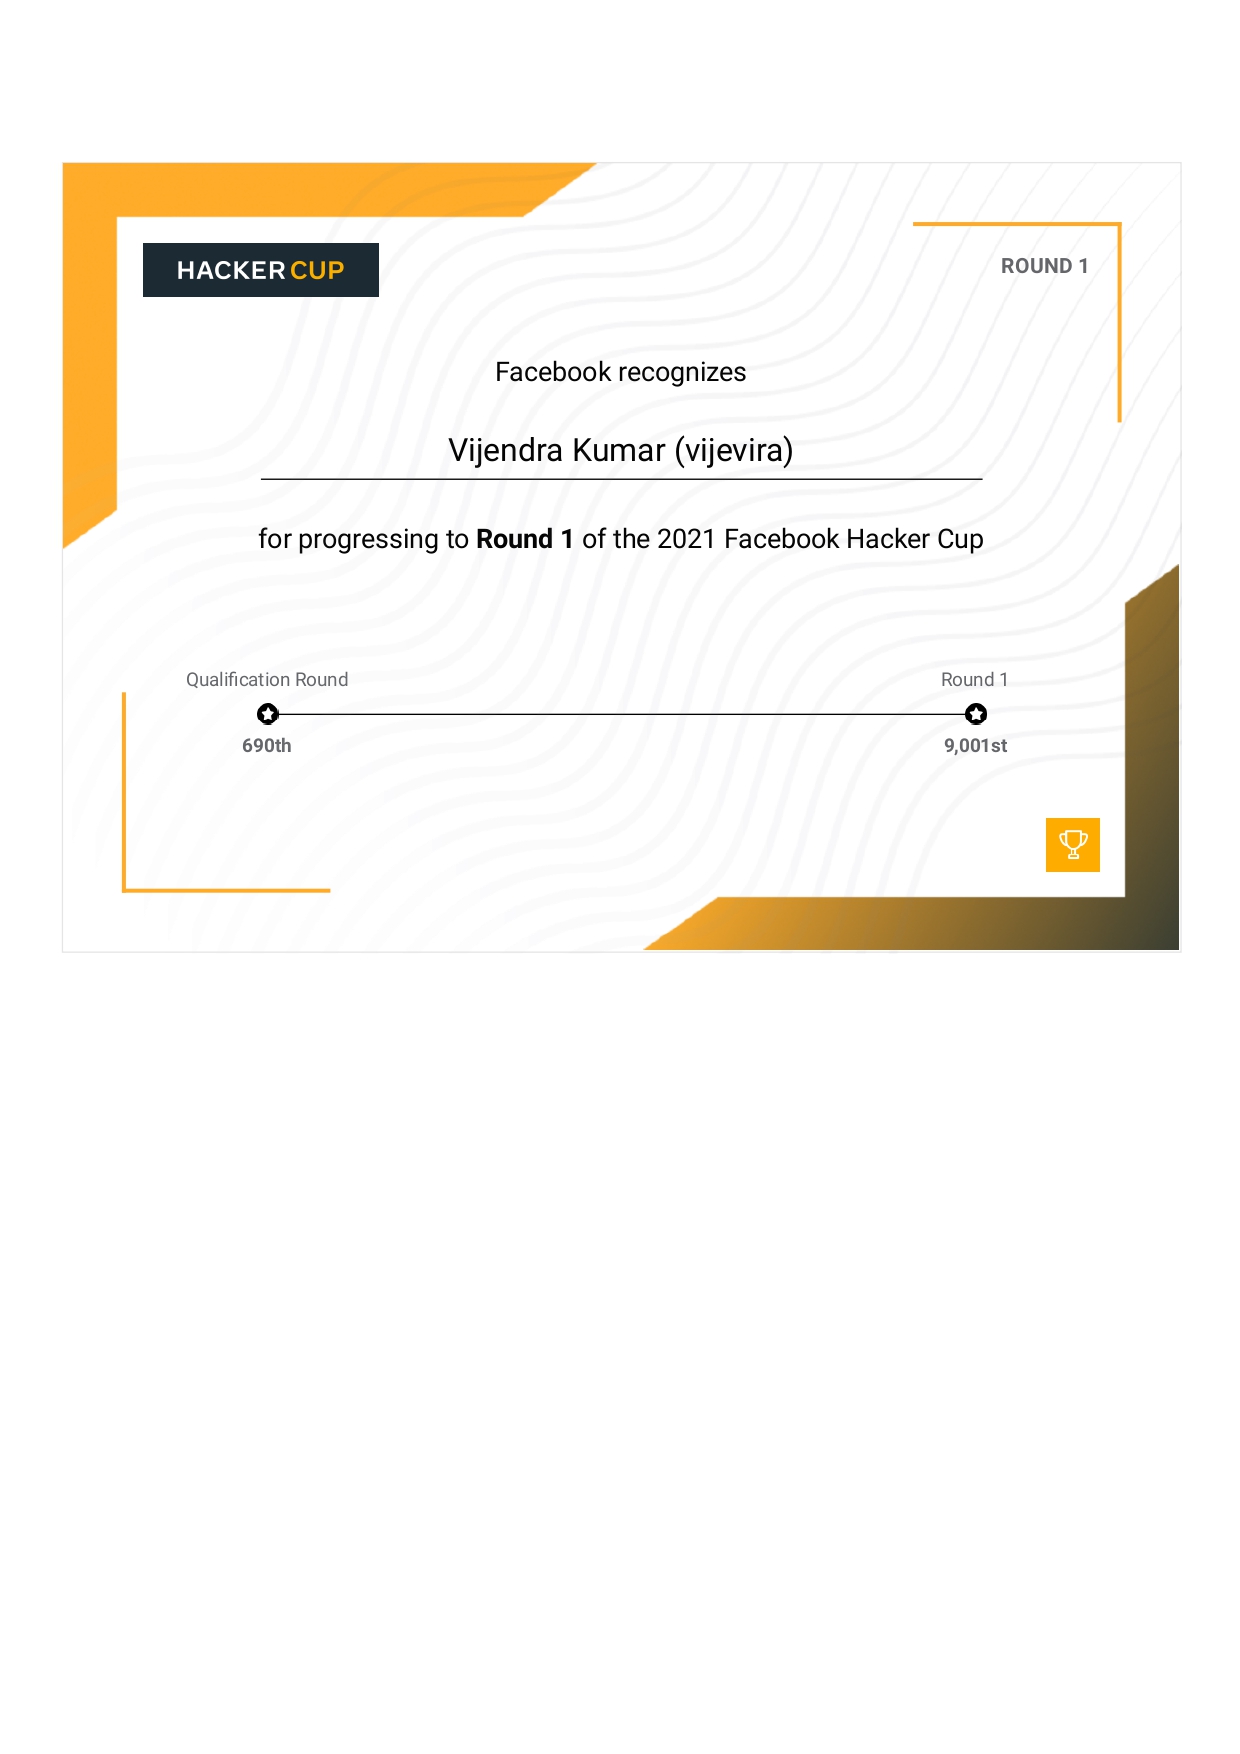 HACKER CUP
ROUND 1
Facebook recognizes
Vijendra Kumar (vijevira)
for progressing to Round 1 of the 2021 Facebook Hacker Cup
Qualification Round
Round 1
690th
9,001st